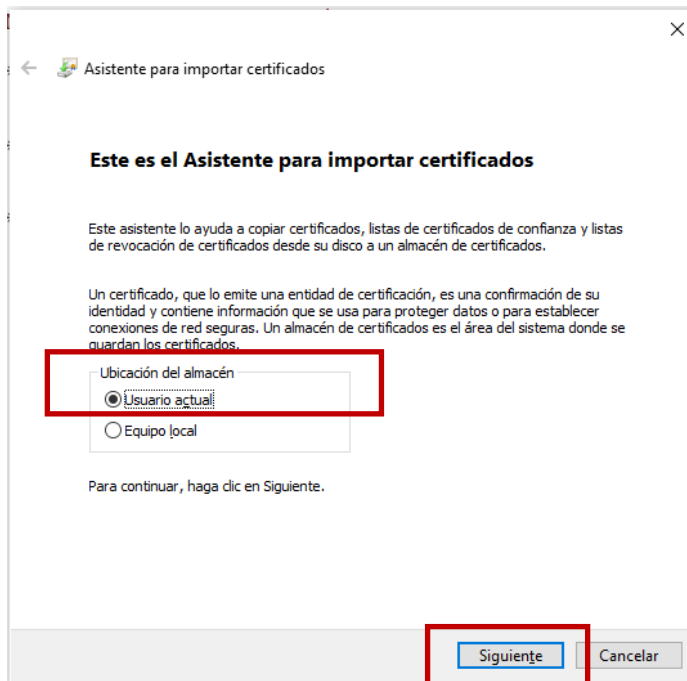 Asistente para importar certificados
Este es el Asistente para importar certificados
Este asistente lo ayuda a copiar certificados, listas de certificados de confianza y listas
de revocación de certificados desde su disco a un almacén de certificados.
Un certificado, que lo emite una entidad de certificación, es una confirmación de su
identidad y contiene información que se usa para proteger datos o para establecer
conexiones de red seguras. Un almacén de certificados es el área del sistema donde se
guardan los certificados.
Ubicación del almacén
Usuario actual
Equipo local
Para continuar, haga clic en Siguiente.
Siguiente
Cancelar